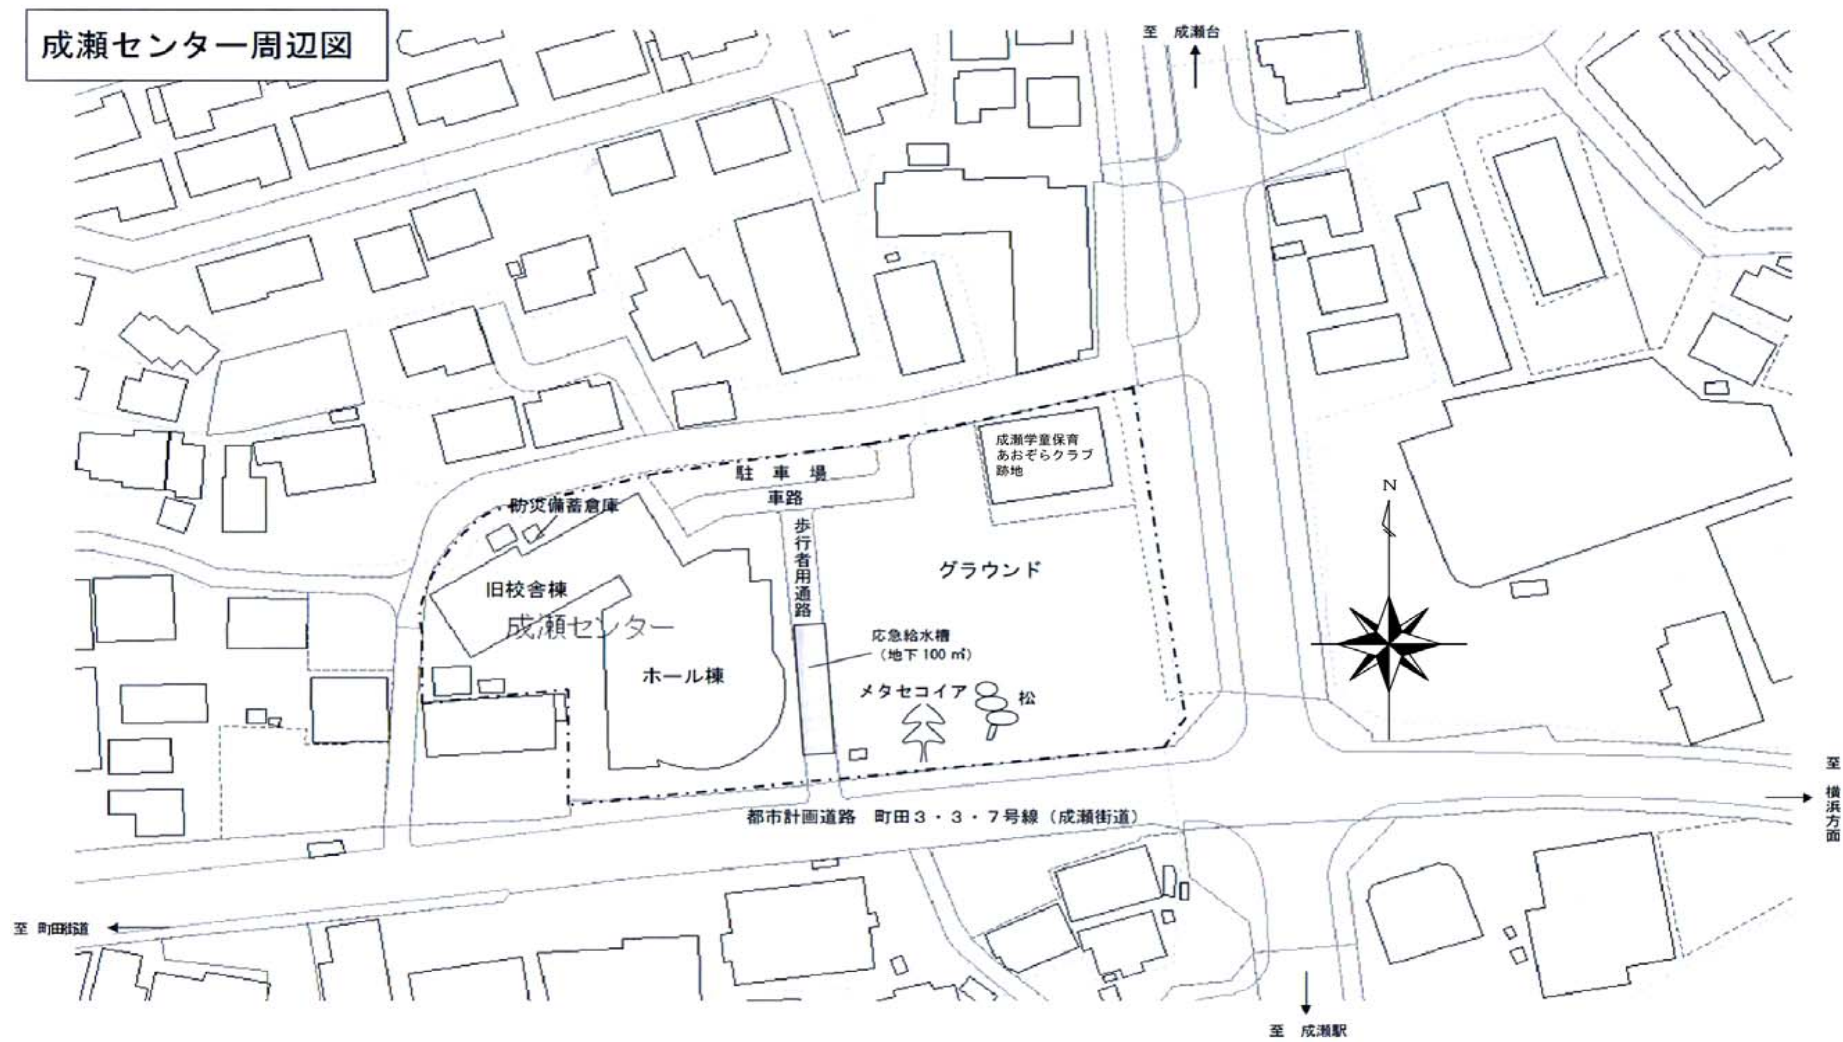 成瀬センター周辺図
至 成瀬台
成瀬学童保育
あおぞらクラブ
跡地
駐 車 場
車路
防災備蓄倉庫
N
歩行者用通路
グラウンド
旧校舎棟
成瀬センター
応急給水槽
（地下100㎥）
ホール棟
メタセコイア
松
都市計画道路 町田3・3・7号線（成瀬街道）
至 横浜方面
至 町田街道
至 成瀬駅